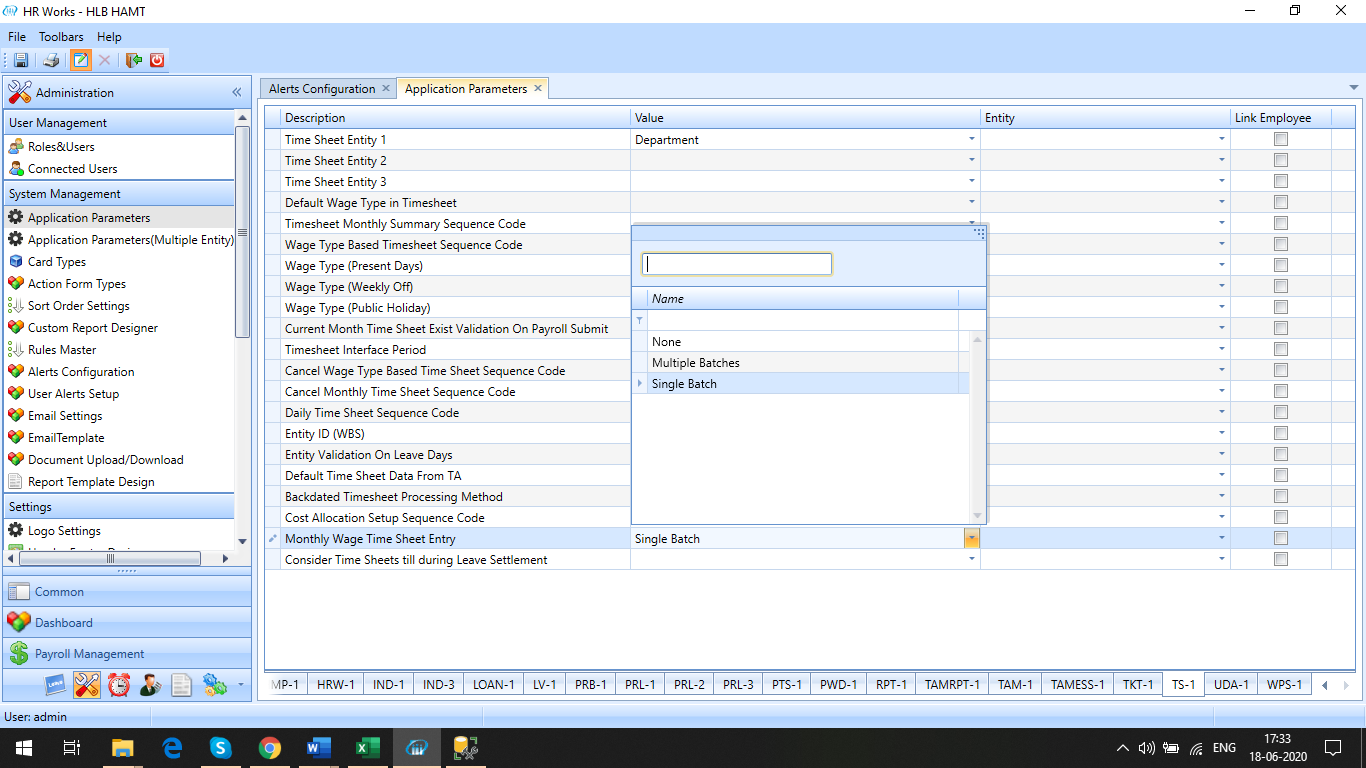 HR Works - HLB HAMT
File Toolbars Help
Administration
Alerts Configuration
Application Parameters
User Management
Roles&Users
Connected Users
System Management
Application Parameters
Application Parameters(Multiple Entity)
Card Types
Action Form Types
Sort Order Settings
Custom Report Designer
Rules Master
Alerts Configuration
User Alerts Setup
Email Settings
EmailTemplate
Document Upload/Download
Report Template Design
Settings
Logo Settings
Common
Dashboard
Payroll Management
Description Value Entity Link Employee
Time Sheet Entity 1 Department
Time Sheet Entity 2
Time Sheet Entity 3
Default Wage Type in Timesheet
Timesheet Monthly Summary Sequence Code
Wage Type Based Timesheet Sequence Code
Wage Type (Present Days)
Wage Type (Weekly Off)
Wage Type (Public Holiday)
Current Month Time Sheet Exist Validation On Payroll Submit
Timesheet Interface Period
Cancel Wage Type Based Time Sheet Sequence Code
Cancel Monthly Time Sheet Sequence Code
Daily Time Sheet Sequence Code
Entity ID (WBS)
Entity Validation On Leave Days
Default Time Sheet Data From TA
Backdated Timesheet Processing Method
Cost Allocation Setup Sequence Code
Monthly Wage Time Sheet Entry Single Batch
Consider Time Sheets till during Leave Settlement
Name
None
Multiple Batches
Single Batch
MP-1 HRW-1 IND-1 IND-3 LOAN-1 LV-1 PRB-1 PRL-1 PRL-2 PRL-3 PTS-1 PWD-1 RPT-1 TAMRPT-1 TAM-1 TAMESS-1 TKT-1 TS-1 UDA-1 WPS-1
User: admin
ENG
17:33
18-06-2020